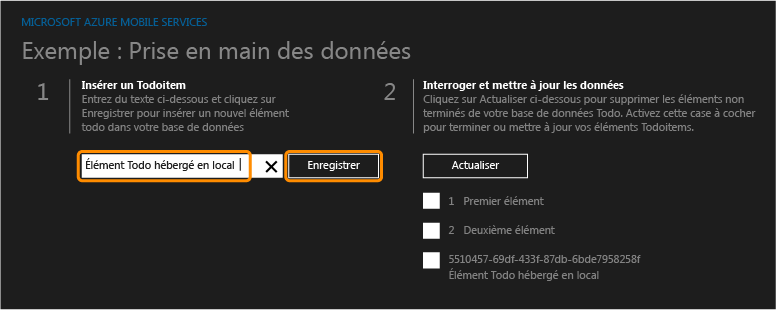 MICROSOFT AZURE MOBILE SERVICES
Exemple : Prise en main des données
1
Insérer un Todoitem
Entrez du texte ci-dessous et cliquez sur
Enregistrer pour insérer un nouvel élément
todo dans votre base de données
Élément Todo hébergé en local
Enregistrer
2
Interroger et mettre à jour les données
Cliquez sur Actualiser ci-dessous pour supprimer les éléments non
terminés de votre base de données Todo. Activez cette case à cocher
pour terminer ou mettre à jour vos éléments Todoitems.
Actualiser
1 Premier élément
2 Deuxième élément
5510457-69df-433f-87db-6bde7958258f
Élément Todo hébergé en local